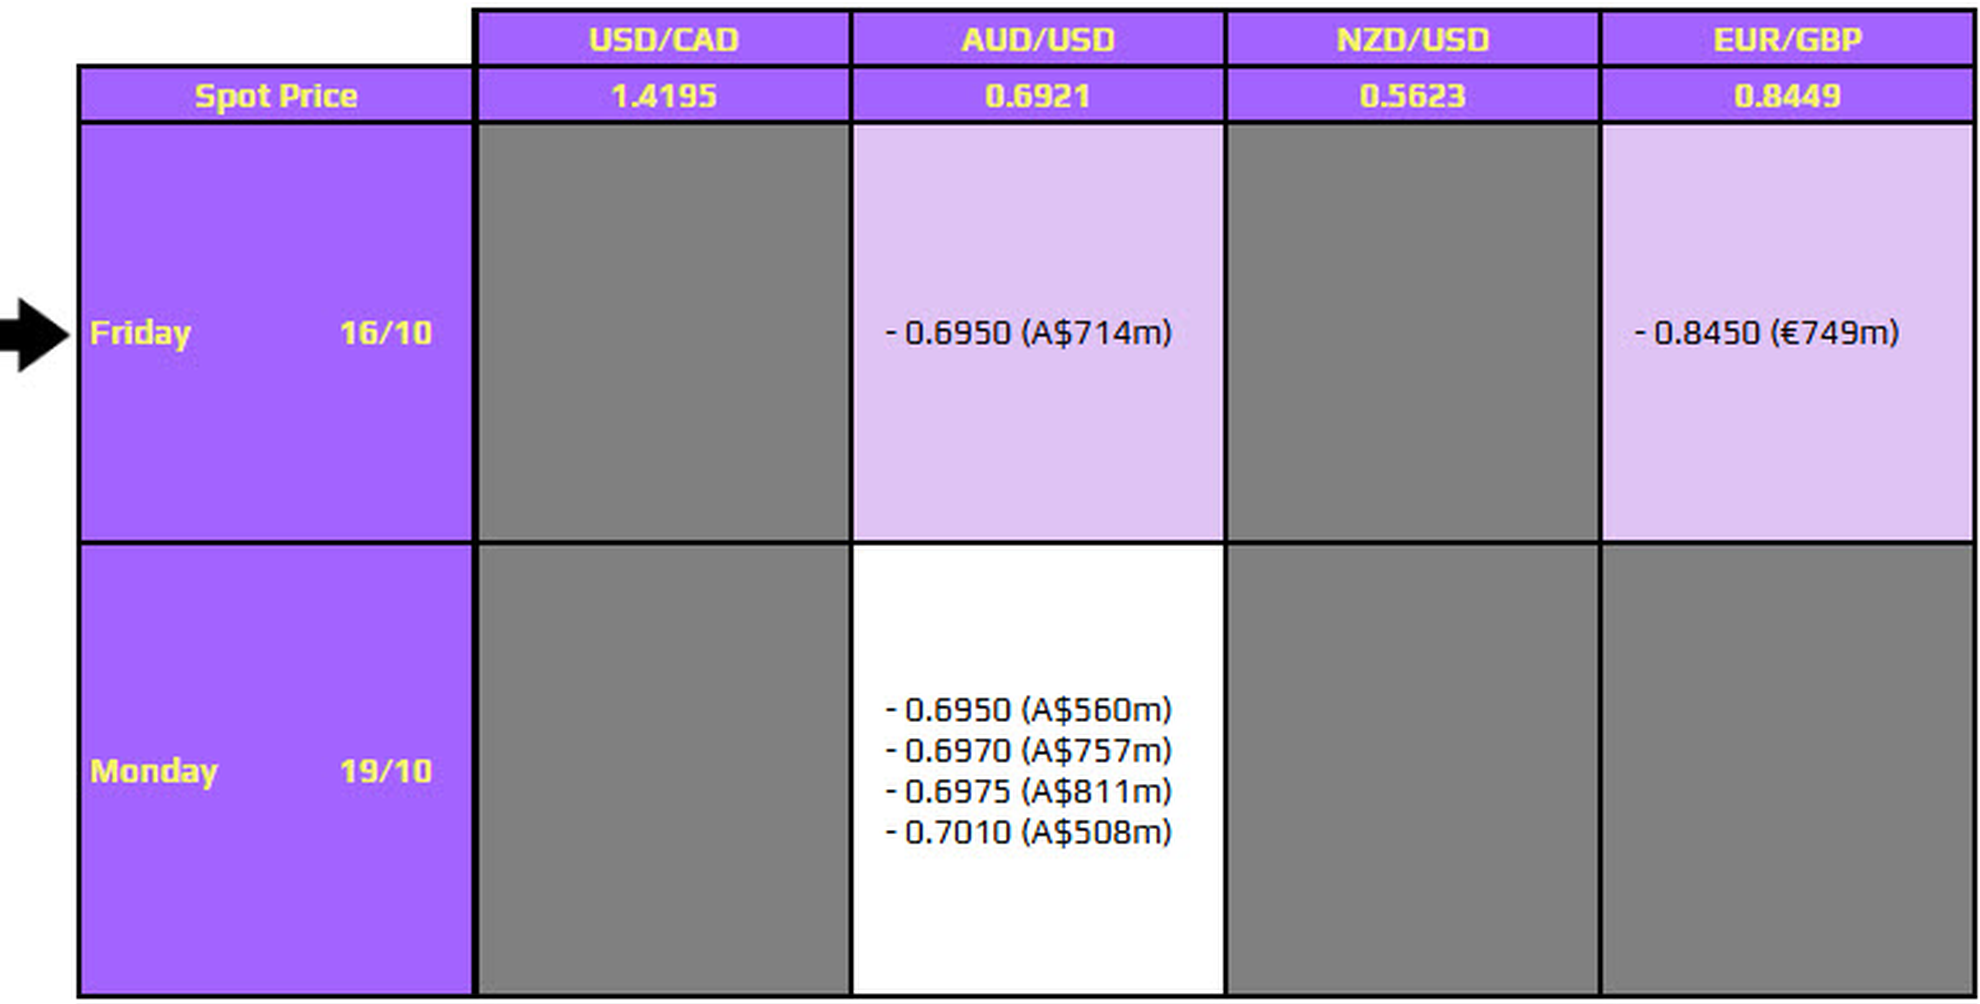 USD/CAD AUD/USD NZD/USD EUR/GBP
Spot Price 1.4195 0.6921 0.5623 0.8449
Friday 16/10 - 0.6950 (A$714m) - 0.8450 (€749m)
- 0.6950 (A$560m)
- 0.6970 (A$757m)
Monday 19/10 - 0.6975 (A$811m)
- 0.7010 (A$508m)